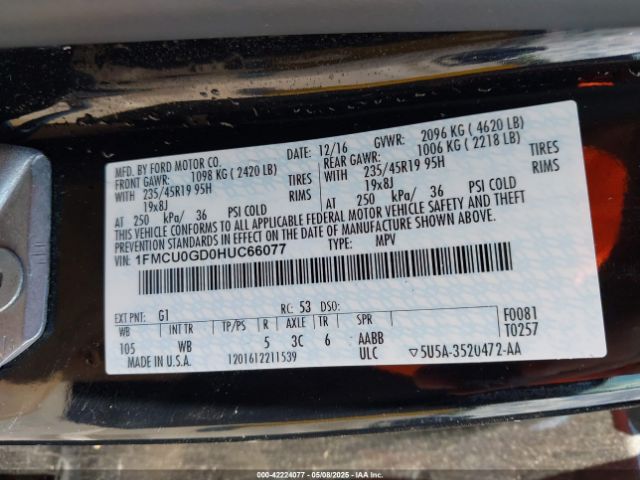 MFD. BY FORD MOTOR CO. DATE: 12/16 GVWR: 2096 KG ( 4620 LB)
FRONT GAWR: 1098 KG ( 2420 LB) REAR GAWR: 1006 KG ( 2218 LB)
WITH 235/45R19 95H TIRES WITH 235/45R19 95H TIRES
19x8J RIMS 19x8J RIMS
AT 250 kPa/ 36 PSI COLD AT 250 kPa/ 36 PSI COLD
THIS VEHICLE CONFORMS TO ALL APPLICABLE FEDERAL MOTOR VEHICLE SAFETY AND THEFT
PREVENTION STANDARDS IN EFFECT ON THE DATE OF MANUFACTURE SHOWN ABOVE.
VIN: 1FMCU0GD0HUC66077 TYPE: MPV
EXT PNT: G1 RC: 53 DSO: F0081
WB INT TR TP/PS R AXLE TR SPR T0257
105 WB 5 3C 6 AABB
MADE IN U.S.A. 1201612211539 ULC ▽5U5A-3520472-AA
000-42224077 - 05/08/2025 - IAAI.COM